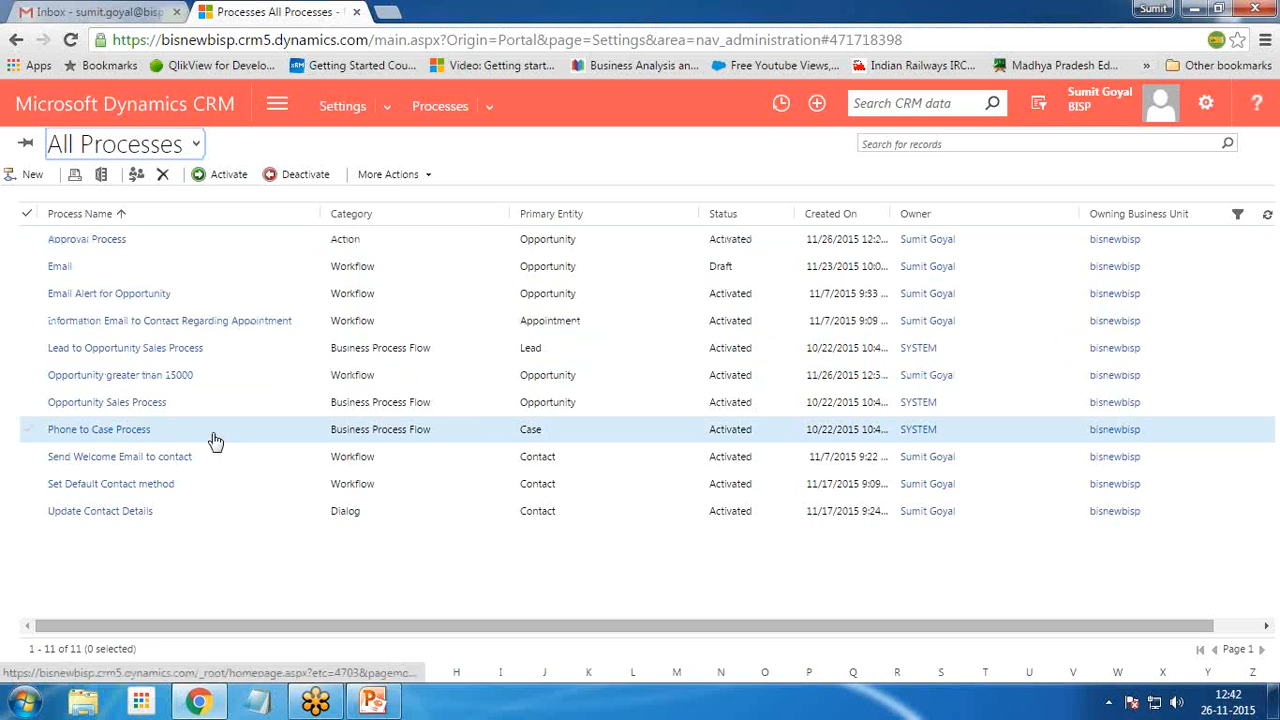 Inbox - sumit.goyal@bisp
Processes All Processes -
Sumit
https://bisnewbisp.crm5.dynamics.com/main.aspx?Origin=Portal&page=Settings&area=nav_administration#471718398
Apps Bookmarks QlikView for Develo... Getting Started Cou... Video: Getting start... Business Analysis an... Free Youtube Views,... Indian Railways IRC... Madhya Pradesh Ed... » Other bookmarks
Microsoft Dynamics CRM Settings Processes Search CRM data Sumit Goyal
BISP
All Processes Search for records
New Activate Deactivate More Actions
Process Name Category Primary Entity Status Created On Owner Owning Business Unit
Approval Process Action Opportunity Activated 11/26/2015 12:2... Sumit Goyal bisnewbisp
Email Workflow Opportunity Draft 11/23/2015 10:0... Sumit Goyal bisnewbisp
Email Alert for Opportunity Workflow Opportunity Activated 11/7/2015 9:33 ... Sumit Goyal bisnewbisp
Information Email to Contact Regarding Appointment Workflow Appointment Activated 11/7/2015 9:09 ... Sumit Goyal bisnewbisp
Lead to Opportunity Sales Process Business Process Flow Lead Activated 10/22/2015 10:4... SYSTEM bisnewbisp
Opportunity greater than 15000 Workflow Opportunity Activated 11/26/2015 12:3... Sumit Goyal bisnewbisp
Opportunity Sales Process Business Process Flow Opportunity Activated 10/22/2015 10:4... SYSTEM bisnewbisp
Phone to Case Process Business Process Flow Case Activated 10/22/2015 10:4... SYSTEM bisnewbisp
Send Welcome Email to contact Workflow Contact Activated 11/7/2015 9:22 ... Sumit Goyal bisnewbisp
Set Default Contact method Workflow Contact Activated 11/17/2015 9:09... Sumit Goyal bisnewbisp
Update Contact Details Dialog Contact Activated 11/17/2015 9:24... Sumit Goyal bisnewbisp
1 - 11 of 11 (0 selected) Page 1
https://bisnewbisp.crm5.dynamics.com/_root/homepage.aspx?etc=4703&pagemo... H I J K L M N O P Q R S T U V W X Y Z
12:42
26-11-2015